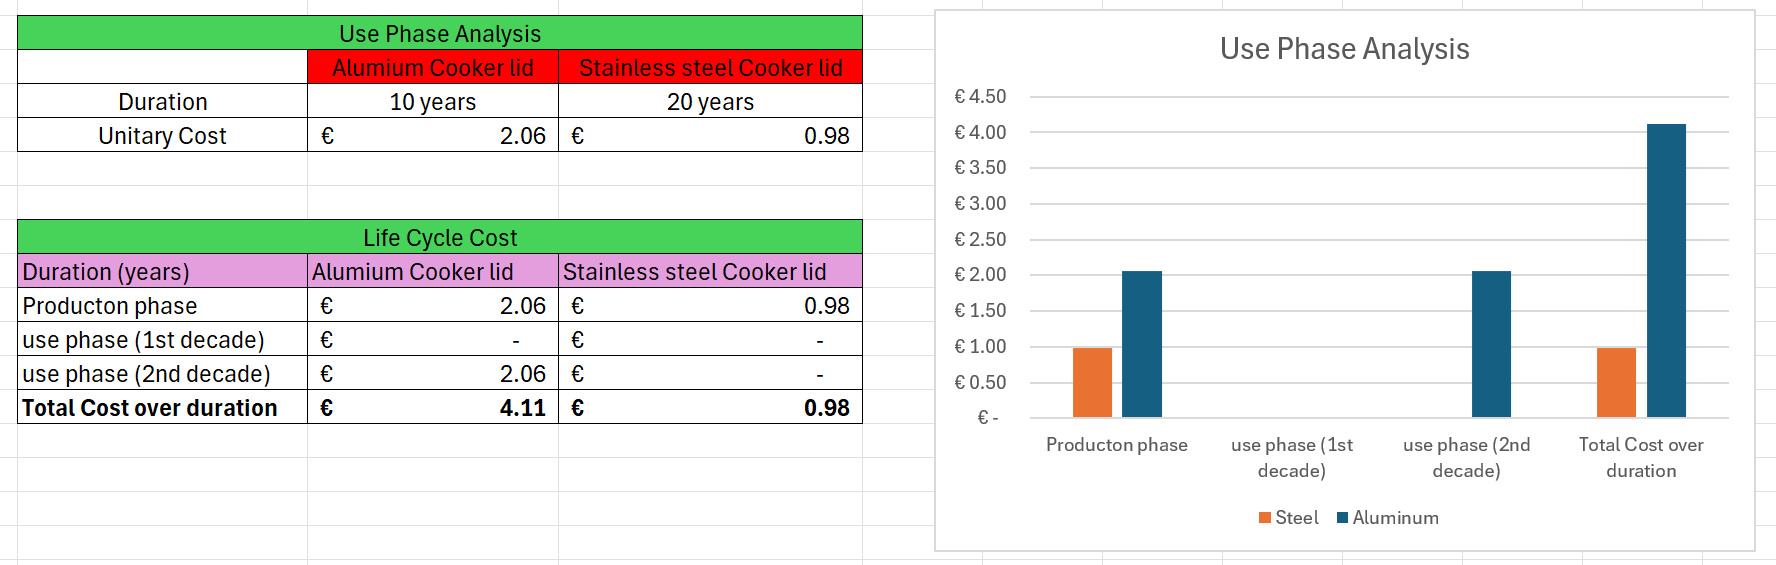 Use Phase Analysis
Alumium Cooker lid Stainless steel Cooker lid
Duration 10 years 20 years
Unitary Cost € 2.06 € 0.98
Life Cycle Cost
Duration (years) Alumium Cooker lid Stainless steel Cooker lid
Producton phase € 2.06 € 0.98
use phase (1st decade) € - € -
use phase (2nd decade) € 2.06 € -
Total Cost over duration € 4.11 € 0.98
Use Phase Analysis
€ 4.50
€ 4.00
€ 3.50
€ 3.00
€ 2.50
€ 2.00
€ 1.50
€ 1.00
€ 0.50
€ -
Producton phase use phase (1st use phase (2nd Total Cost over
decade) decade) duration
Steel Aluminum